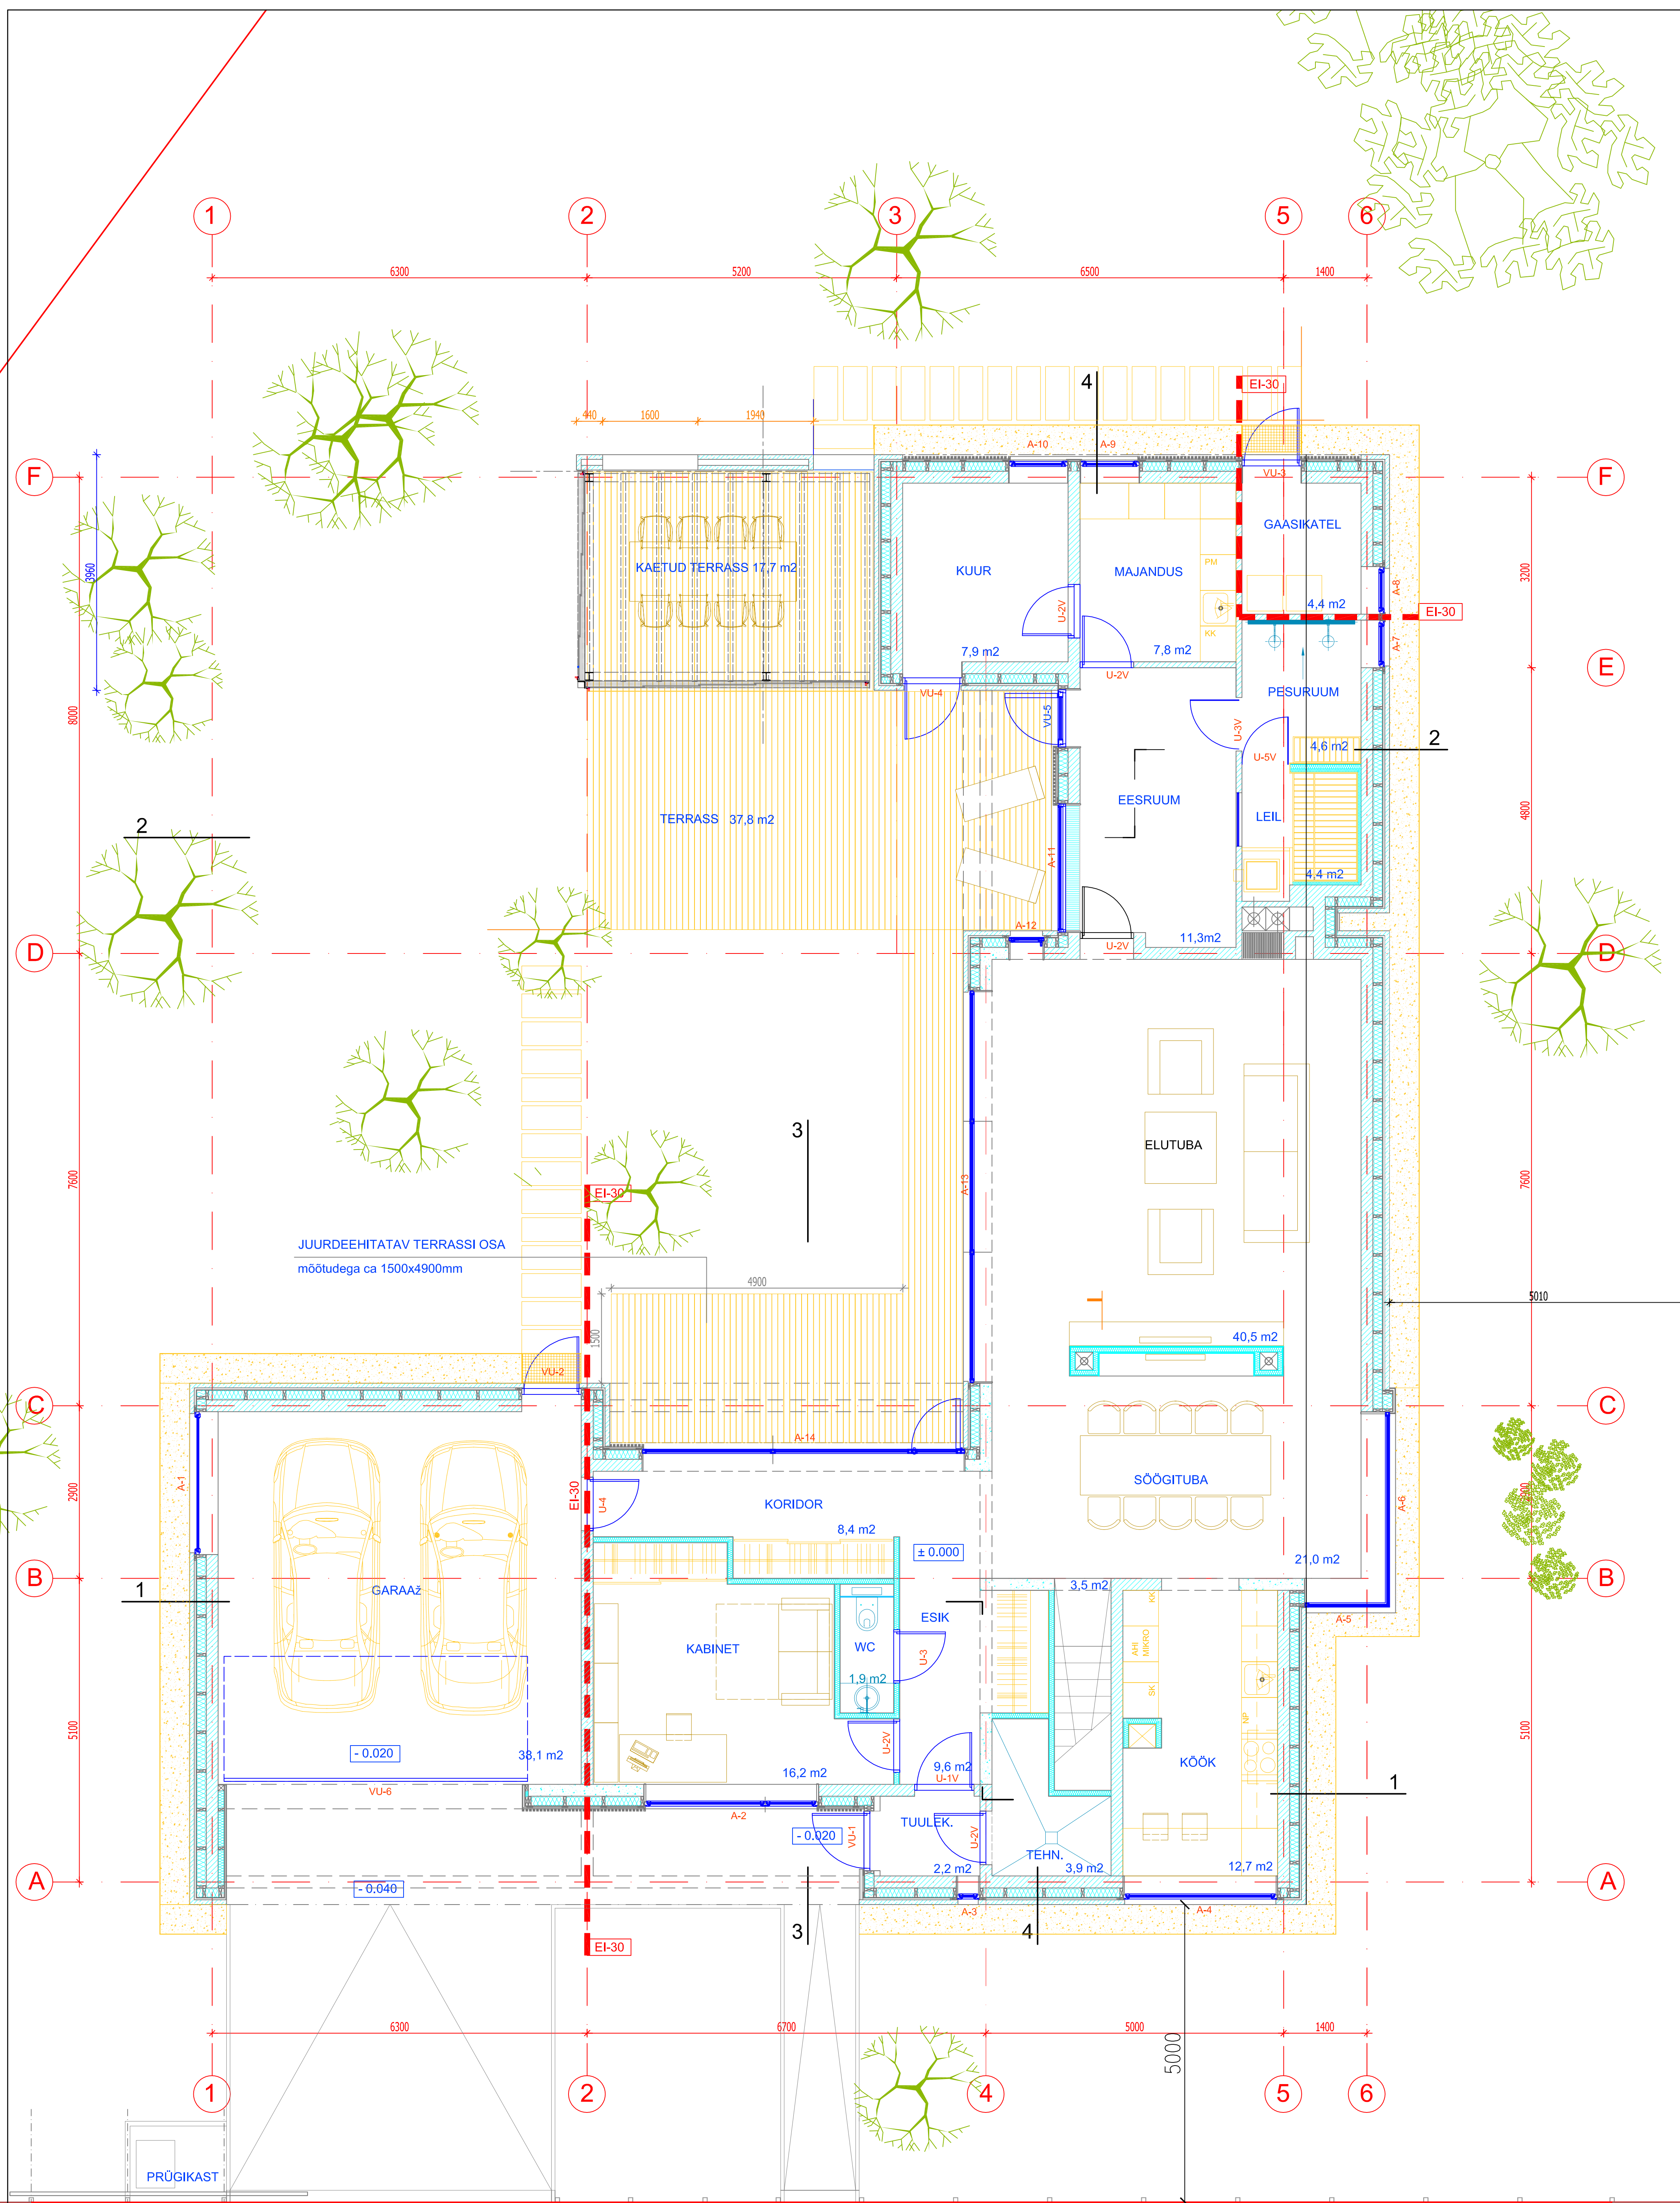 1
2
3
5
6
6300
5200
6500
1400
EI-30
4
440
1600
1940
A-10
A-9
F
VU-3
F
GAASIKATEL
3960
KAETUD TERRASS 17,7 m2
KUUR
MAJANDUS
PM
3200
A-8
U-2V
4,4 m2
EI-30
KK
A-7
7,9 m2
7,8 m2
E
U-2V
VU-4
PESURUUM
8000
VU-5
U-3V
2
4,6 m2
U-5V
EESRUUM
4800
2
TERRASS 37,8 m2
LEIL
A-11
4,4 m2
A-12
11,3m2
U-2V
D
D
3
ELUTUBA
7600
A-13
7600
EI-30
JUURDEEHITATAV TERRASSI OSA
mõõtudega ca 1500x4900mm
4900
5010
1500
40,5 m2
VU-2
C
C
A-14
A-1
SÖÖGITUBA
2900
EI-30
U-4
KORIDOR
A-6
2900
8,4 m2
± 0.000
21,0 m2
B
B
1
GARAAž
3,5 m2
KK
ESIK
A-5
KABINET
WC
AHI
MIKRO
U-3
1,9 m2
SK
NP
5100
5100
- 0.020
38,1 m2
U-2V
KÖÖK
16,2 m2
9,6 m2
U-1V
1
VU-6
A-2
TUULEK.
- 0.020
VU-1
U-2V
TEHN.
2,2 m2
3,9 m2
12,7 m2
A
- 0.040
A
A-3
A-4
3
4
EI-30
6300
6700
5000
1400
5000
1
2
4
5
6
PRÜGIKAST